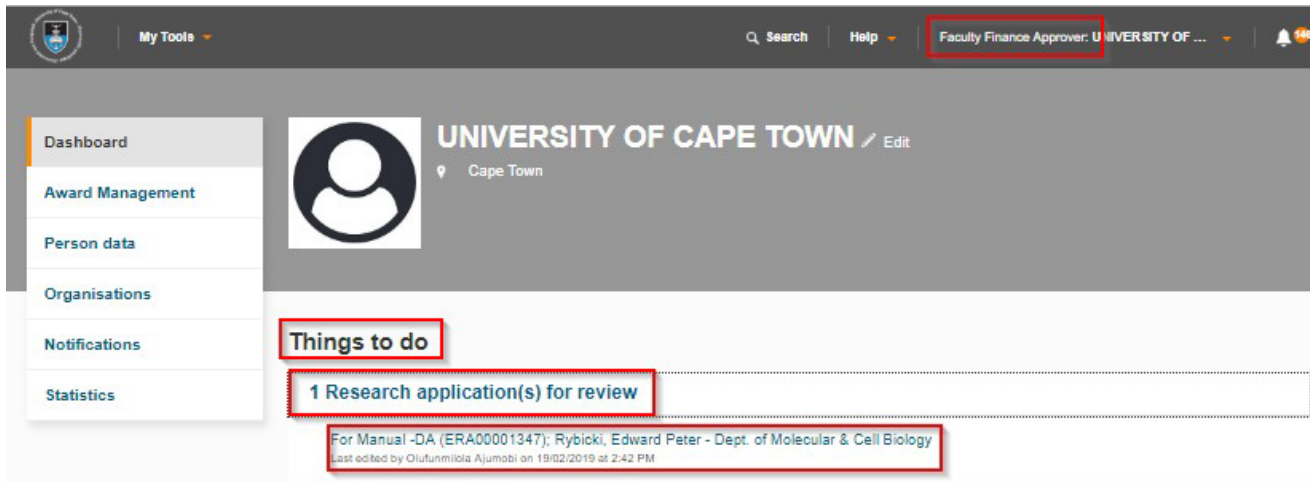 My Tools
Search
Help
Faculty Finance Approver: UNIVERSITY OF ...
146
Dashboard
Award Management
Person data
Organisations
Notifications
Statistics
UNIVERSITY OF CAPE TOWN Edit
Cape Town
Things to do
1 Research application(s) for review
For Manual -DA (ERA00001347); Rybicki, Edward Peter - Dept. of Molecular & Cell Biology
Last edited by Olufunmilola Ajumobi on 19/02/2019 at 2:42 PM